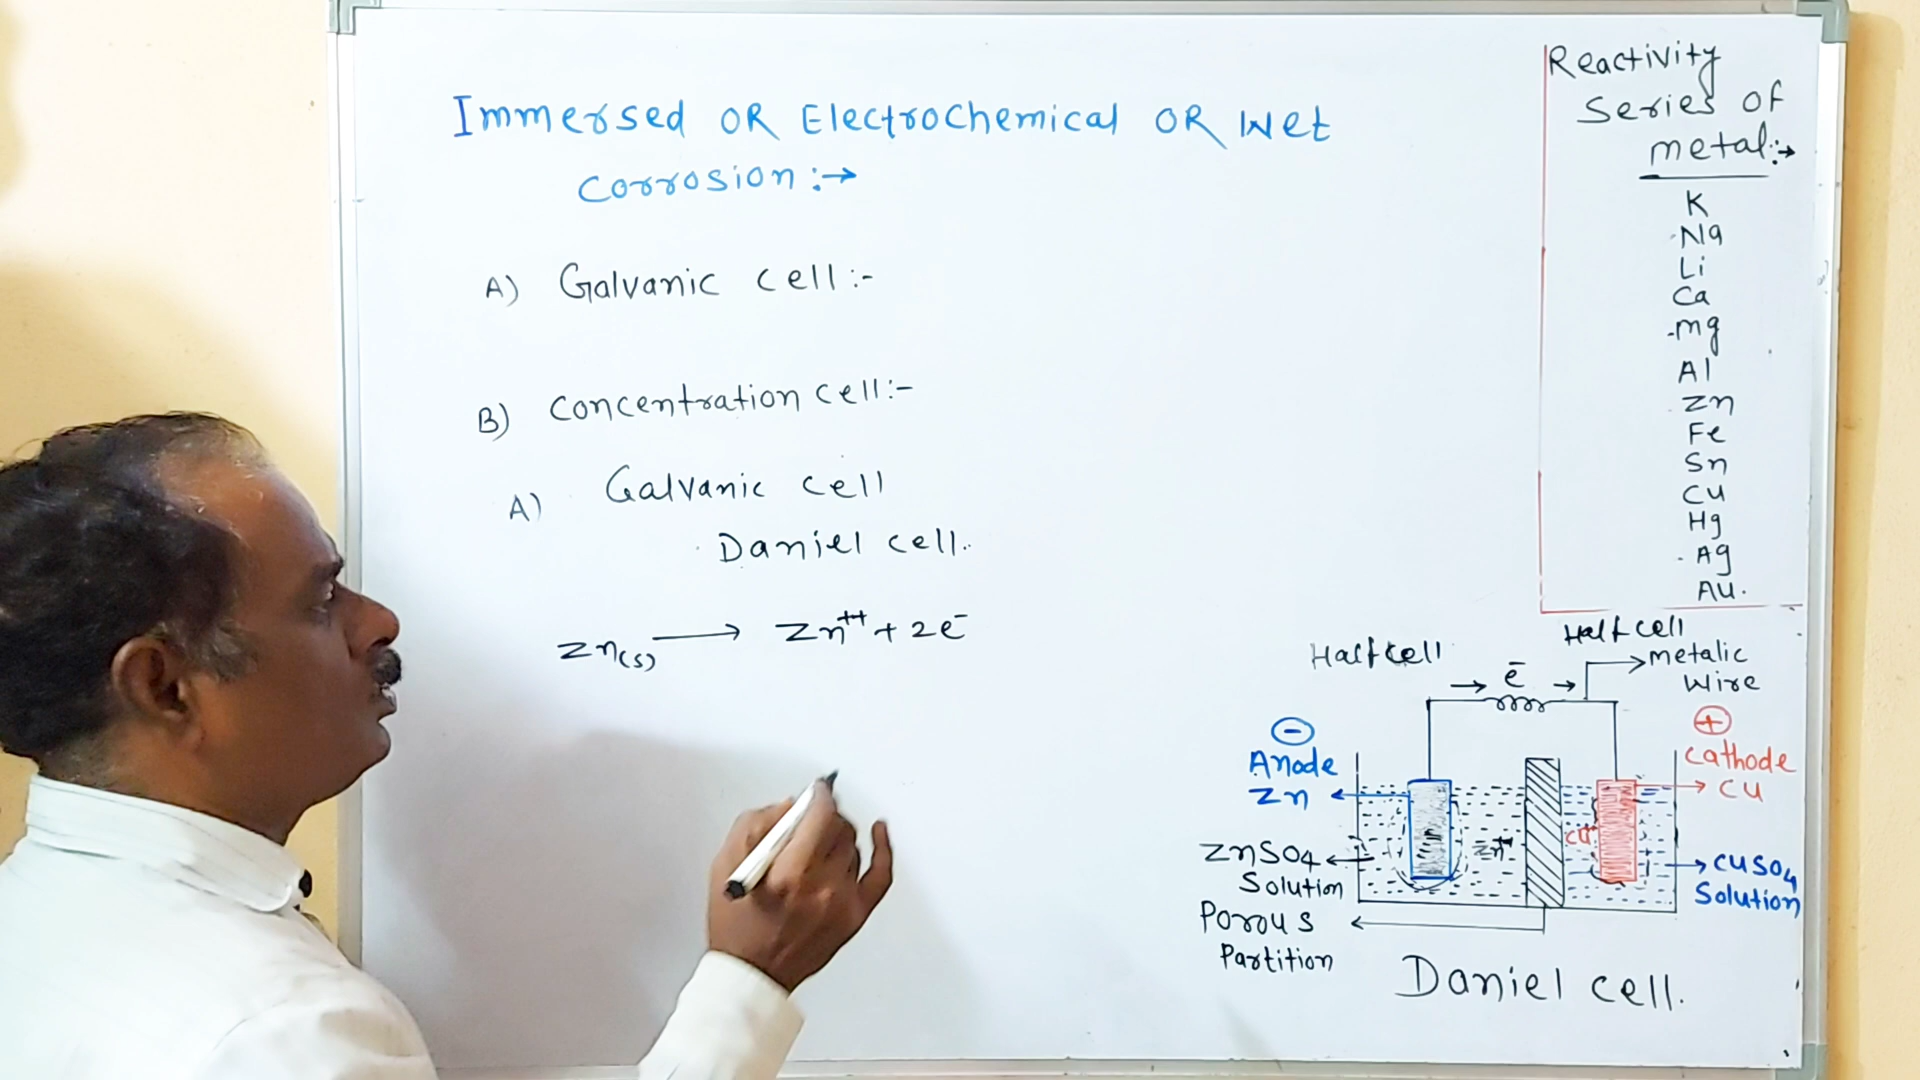 Immersed OR Electrochemical OR Wet
Corrosion :→
A) Galvanic cell :-
B) Concentration cell :-
A) Galvanic cell
Daniel cell.
Zn(s) ⟶ Zn⁺⁺ + 2e⁻
Reactivity
Series of
metal :→
K
Na
Li
Ca
mg
Al
Zn
Fe
Sn
Cu
Hg
Ag
Au.
Half cell
Half cell
→ e⁻ →
metalic
wire
⊖
Anode
Zn
⊕
Cathode
Cu
Zn⁺⁺
ZnSO₄
Solution
CuSO₄
Solution
Porous
Partition
Daniel cell.